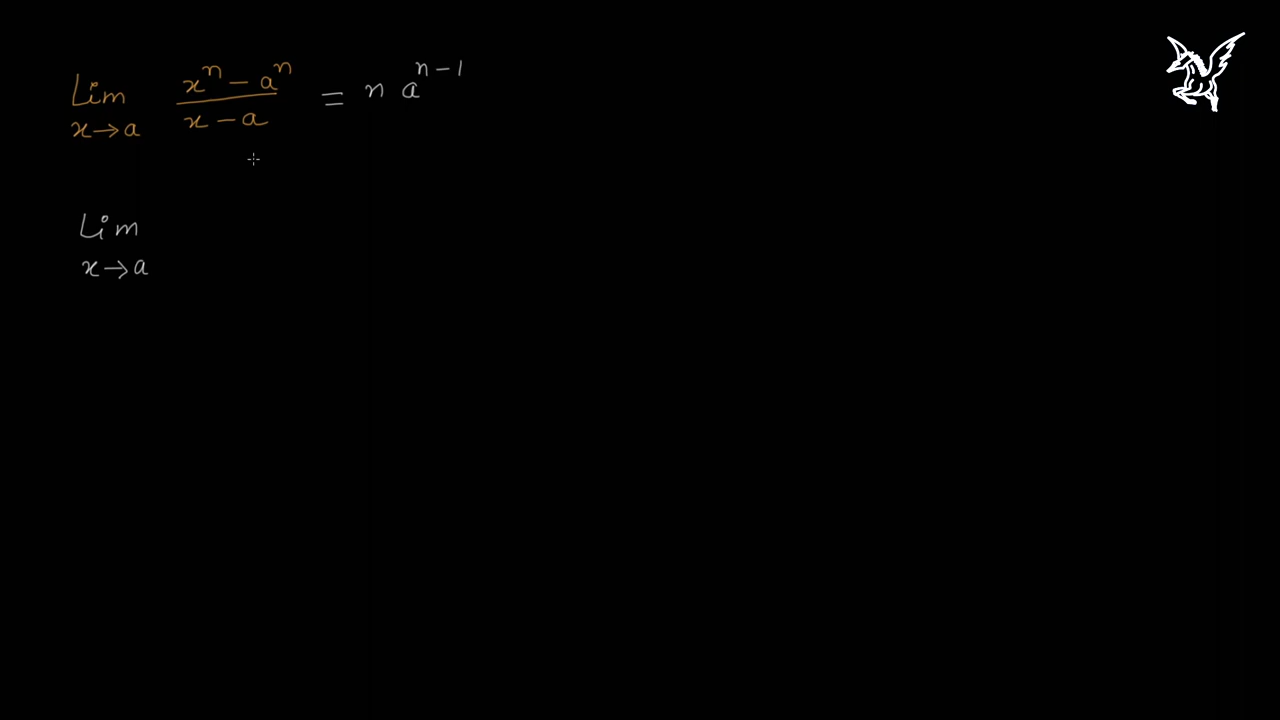 Lim x→a (xⁿ − aⁿ)/(x − a) = n aⁿ⁻¹
Lim x→a